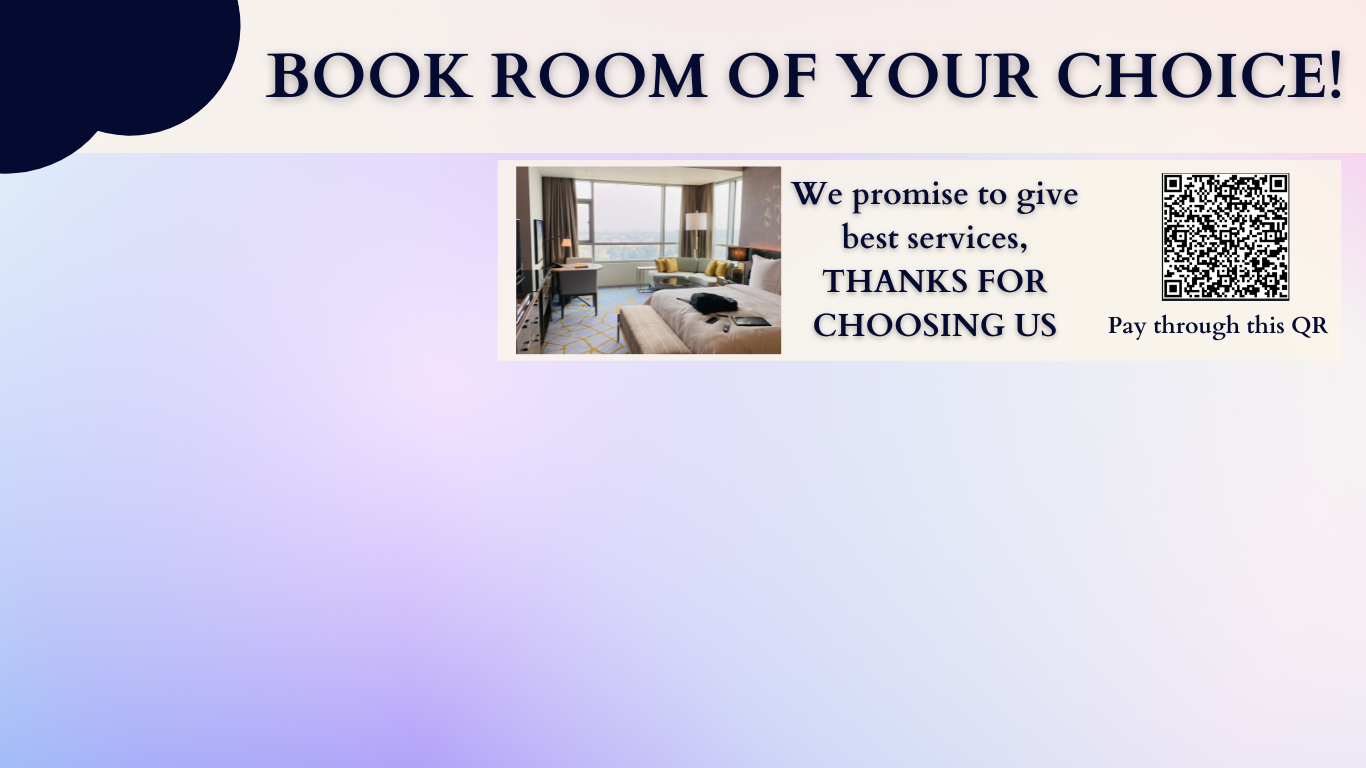 BOOK ROOM OF YOUR CHOICE!
We promise to give
best services,
THANKS FOR
CHOOSING US
Pay through this QR